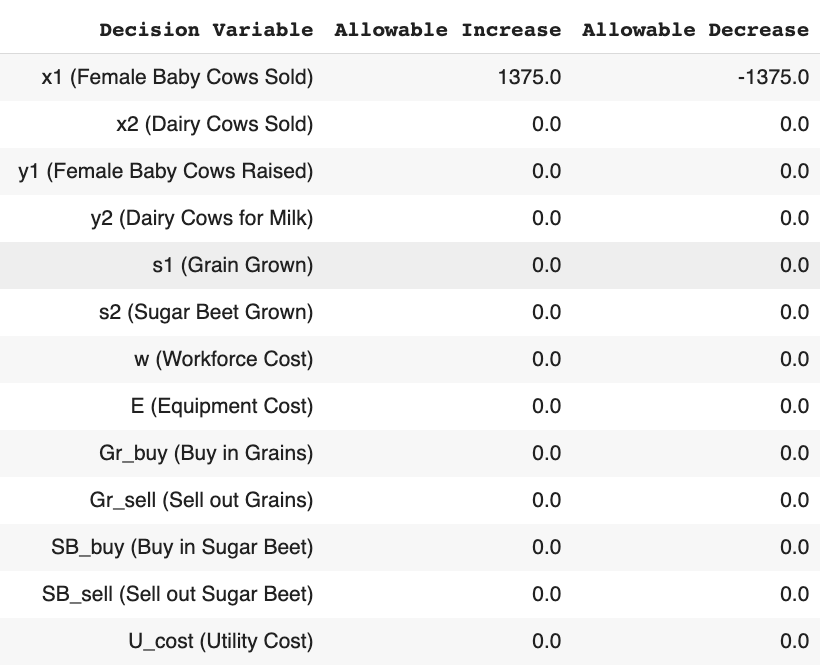 Decision Variable Allowable Increase Allowable Decrease
x1 (Female Baby Cows Sold) 1375.0 -1375.0
x2 (Dairy Cows Sold) 0.0 0.0
y1 (Female Baby Cows Raised) 0.0 0.0
y2 (Dairy Cows for Milk) 0.0 0.0
s1 (Grain Grown) 0.0 0.0
s2 (Sugar Beet Grown) 0.0 0.0
w (Workforce Cost) 0.0 0.0
E (Equipment Cost) 0.0 0.0
Gr_buy (Buy in Grains) 0.0 0.0
Gr_sell (Sell out Grains) 0.0 0.0
SB_buy (Buy in Sugar Beet) 0.0 0.0
SB_sell (Sell out Sugar Beet) 0.0 0.0
U_cost (Utility Cost) 0.0 0.0